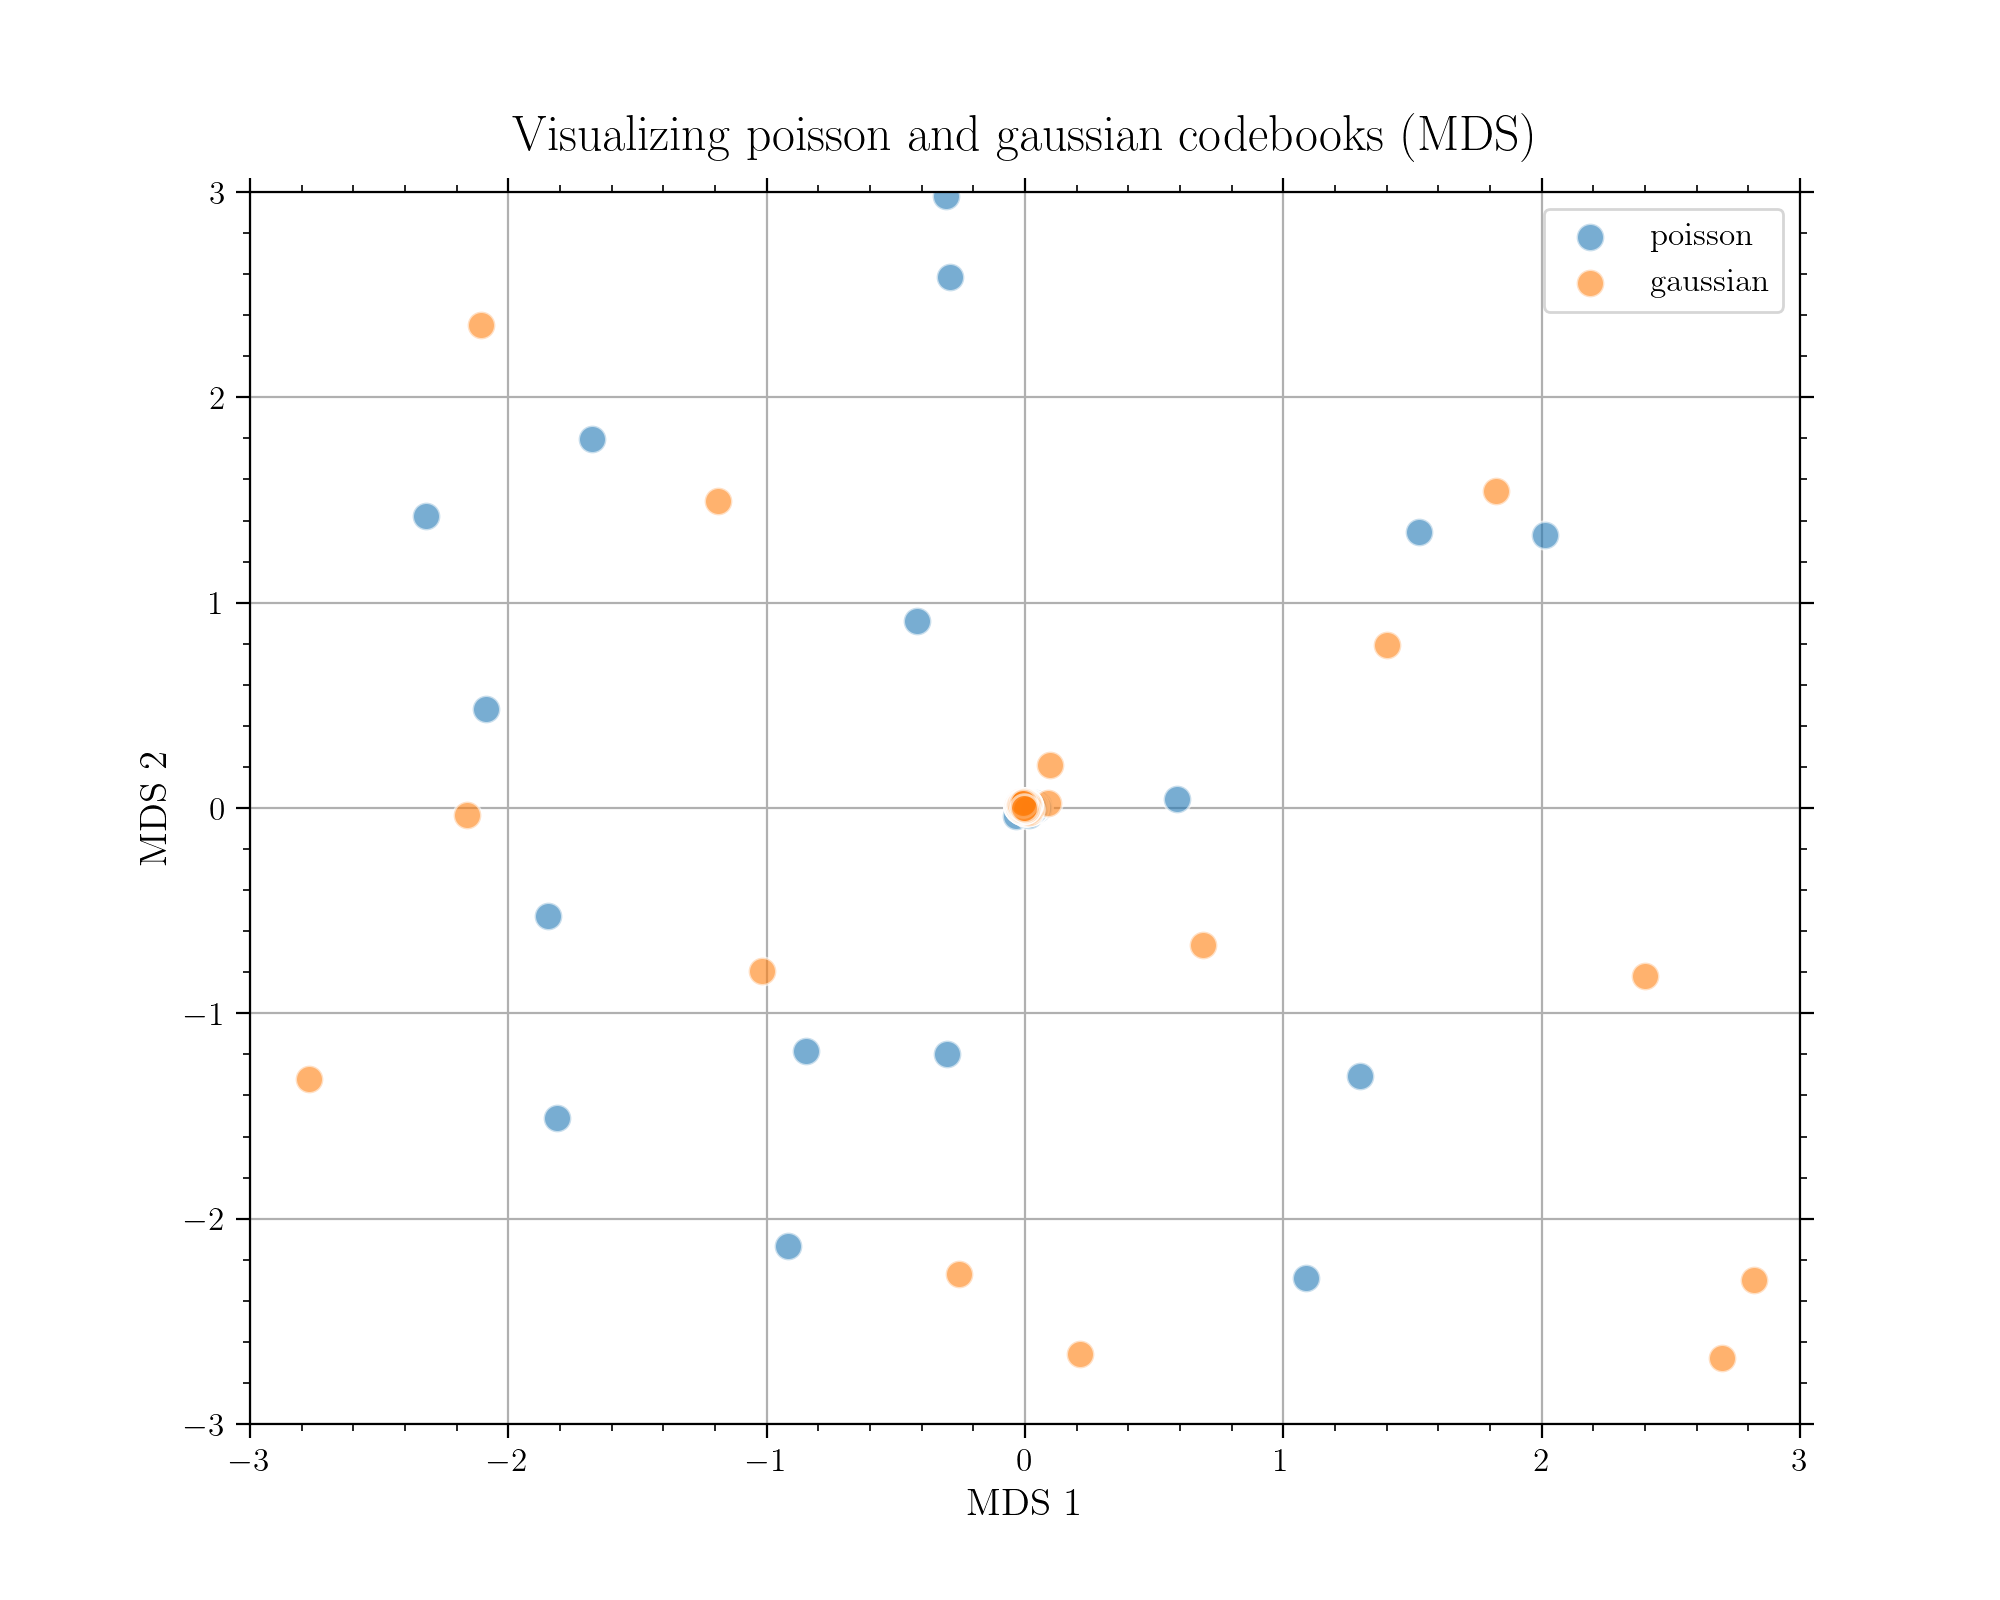 Visualizing poisson and gaussian codebooks (MDS)
poisson
gaussian
3
2
1
0
−1
−2
−3
MDS 2
−3 −2 −1 0 1 2 3
MDS 1